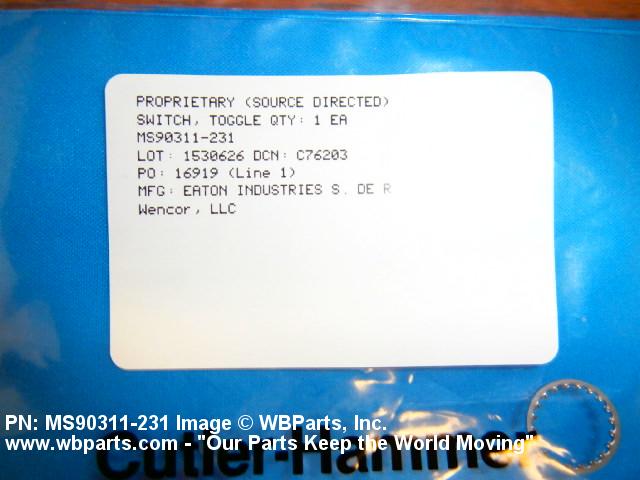 PROPRIETARY (SOURCE DIRECTED)
SWITCH, TOGGLE QTY: 1 EA
MS90311-231
LOT: 1530626 DCN: C76203
PO: 16919 (Line 1)
MFG: EATON INDUSTRIES S. DE R
Wencor, LLC
PN: MS90311-231 Image © WBParts, Inc.
www.wbparts.com - "Our Parts Keep the World Moving"
Cutler-Hammer